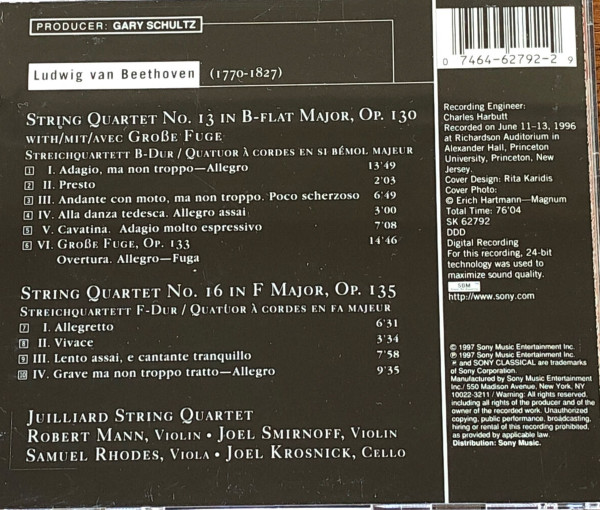 PRODUCER: GARY SCHULTZ
Ludwig van Beethoven (1770-1827)
STRING QUARTET NO. 13 IN B-FLAT MAJOR, OP. 130
WITH/MIT/AVEC GROßE FUGE
STREICHQUARTETT B-DUR / QUATUOR À CORDES EN SI BÉMOL MAJEUR
1 I. Adagio, ma non troppo—Allegro 13'49
2 II. Presto 2'03
3 III. Andante con moto, ma non troppo. Poco scherzoso 6'49
4 IV. Alla danza tedesca. Allegro assai 3'00
5 V. Cavatina. Adagio molto espressivo 7'08
6 VI. GROßE FUGE, OP. 133 14'46
Overtura. Allegro—Fuga
STRING QUARTET NO. 16 IN F MAJOR, OP. 135
STREICHQUARTETT F-DUR / QUATUOR À CORDES EN FA MAJEUR
7 I. Allegretto 6'31
8 II. Vivace 3'34
9 III. Lento assai, e cantante tranquillo 7'58
10 IV. Grave ma non troppo tratto—Allegro 9'35
JUILLIARD STRING QUARTET
ROBERT MANN, VIOLIN • JOEL SMIRNOFF, VIOLIN
SAMUEL RHODES, VIOLA • JOEL KROSNICK, CELLO
0 7464-62792-2 9
Recording Engineer:
Charles Harbutt
Recorded on June 11-13, 1996
at Richardson Auditorium in
Alexander Hall, Princeton
University, Princeton, New
Jersey.
Cover Design: Rita Karidis
Cover Photo:
© Erich Hartmann—Magnum
Total Time: 76'04
SK 62792
DDD
Digital Recording
For this recording, 24-bit
technology was used to
maximize sound quality.
SBM
http://www.sony.com
© 1997 Sony Music Entertainment Inc.
℗ 1997 Sony Music Entertainment Inc.
and SONY CLASSICAL are trademarks
of Sony Corporation.
Manufactured by Sony Music Entertainment
Inc./ 550 Madison Avenue, New York, NY
10022-3211 / Warning: All rights reserved,
including all rights of the producer and of the
owner of the work reproduced. Unauthorized
copying, public performance, broadcasting,
hiring or rental of this recording prohibited,
as provided by applicable law.
Distribution: Sony Music.